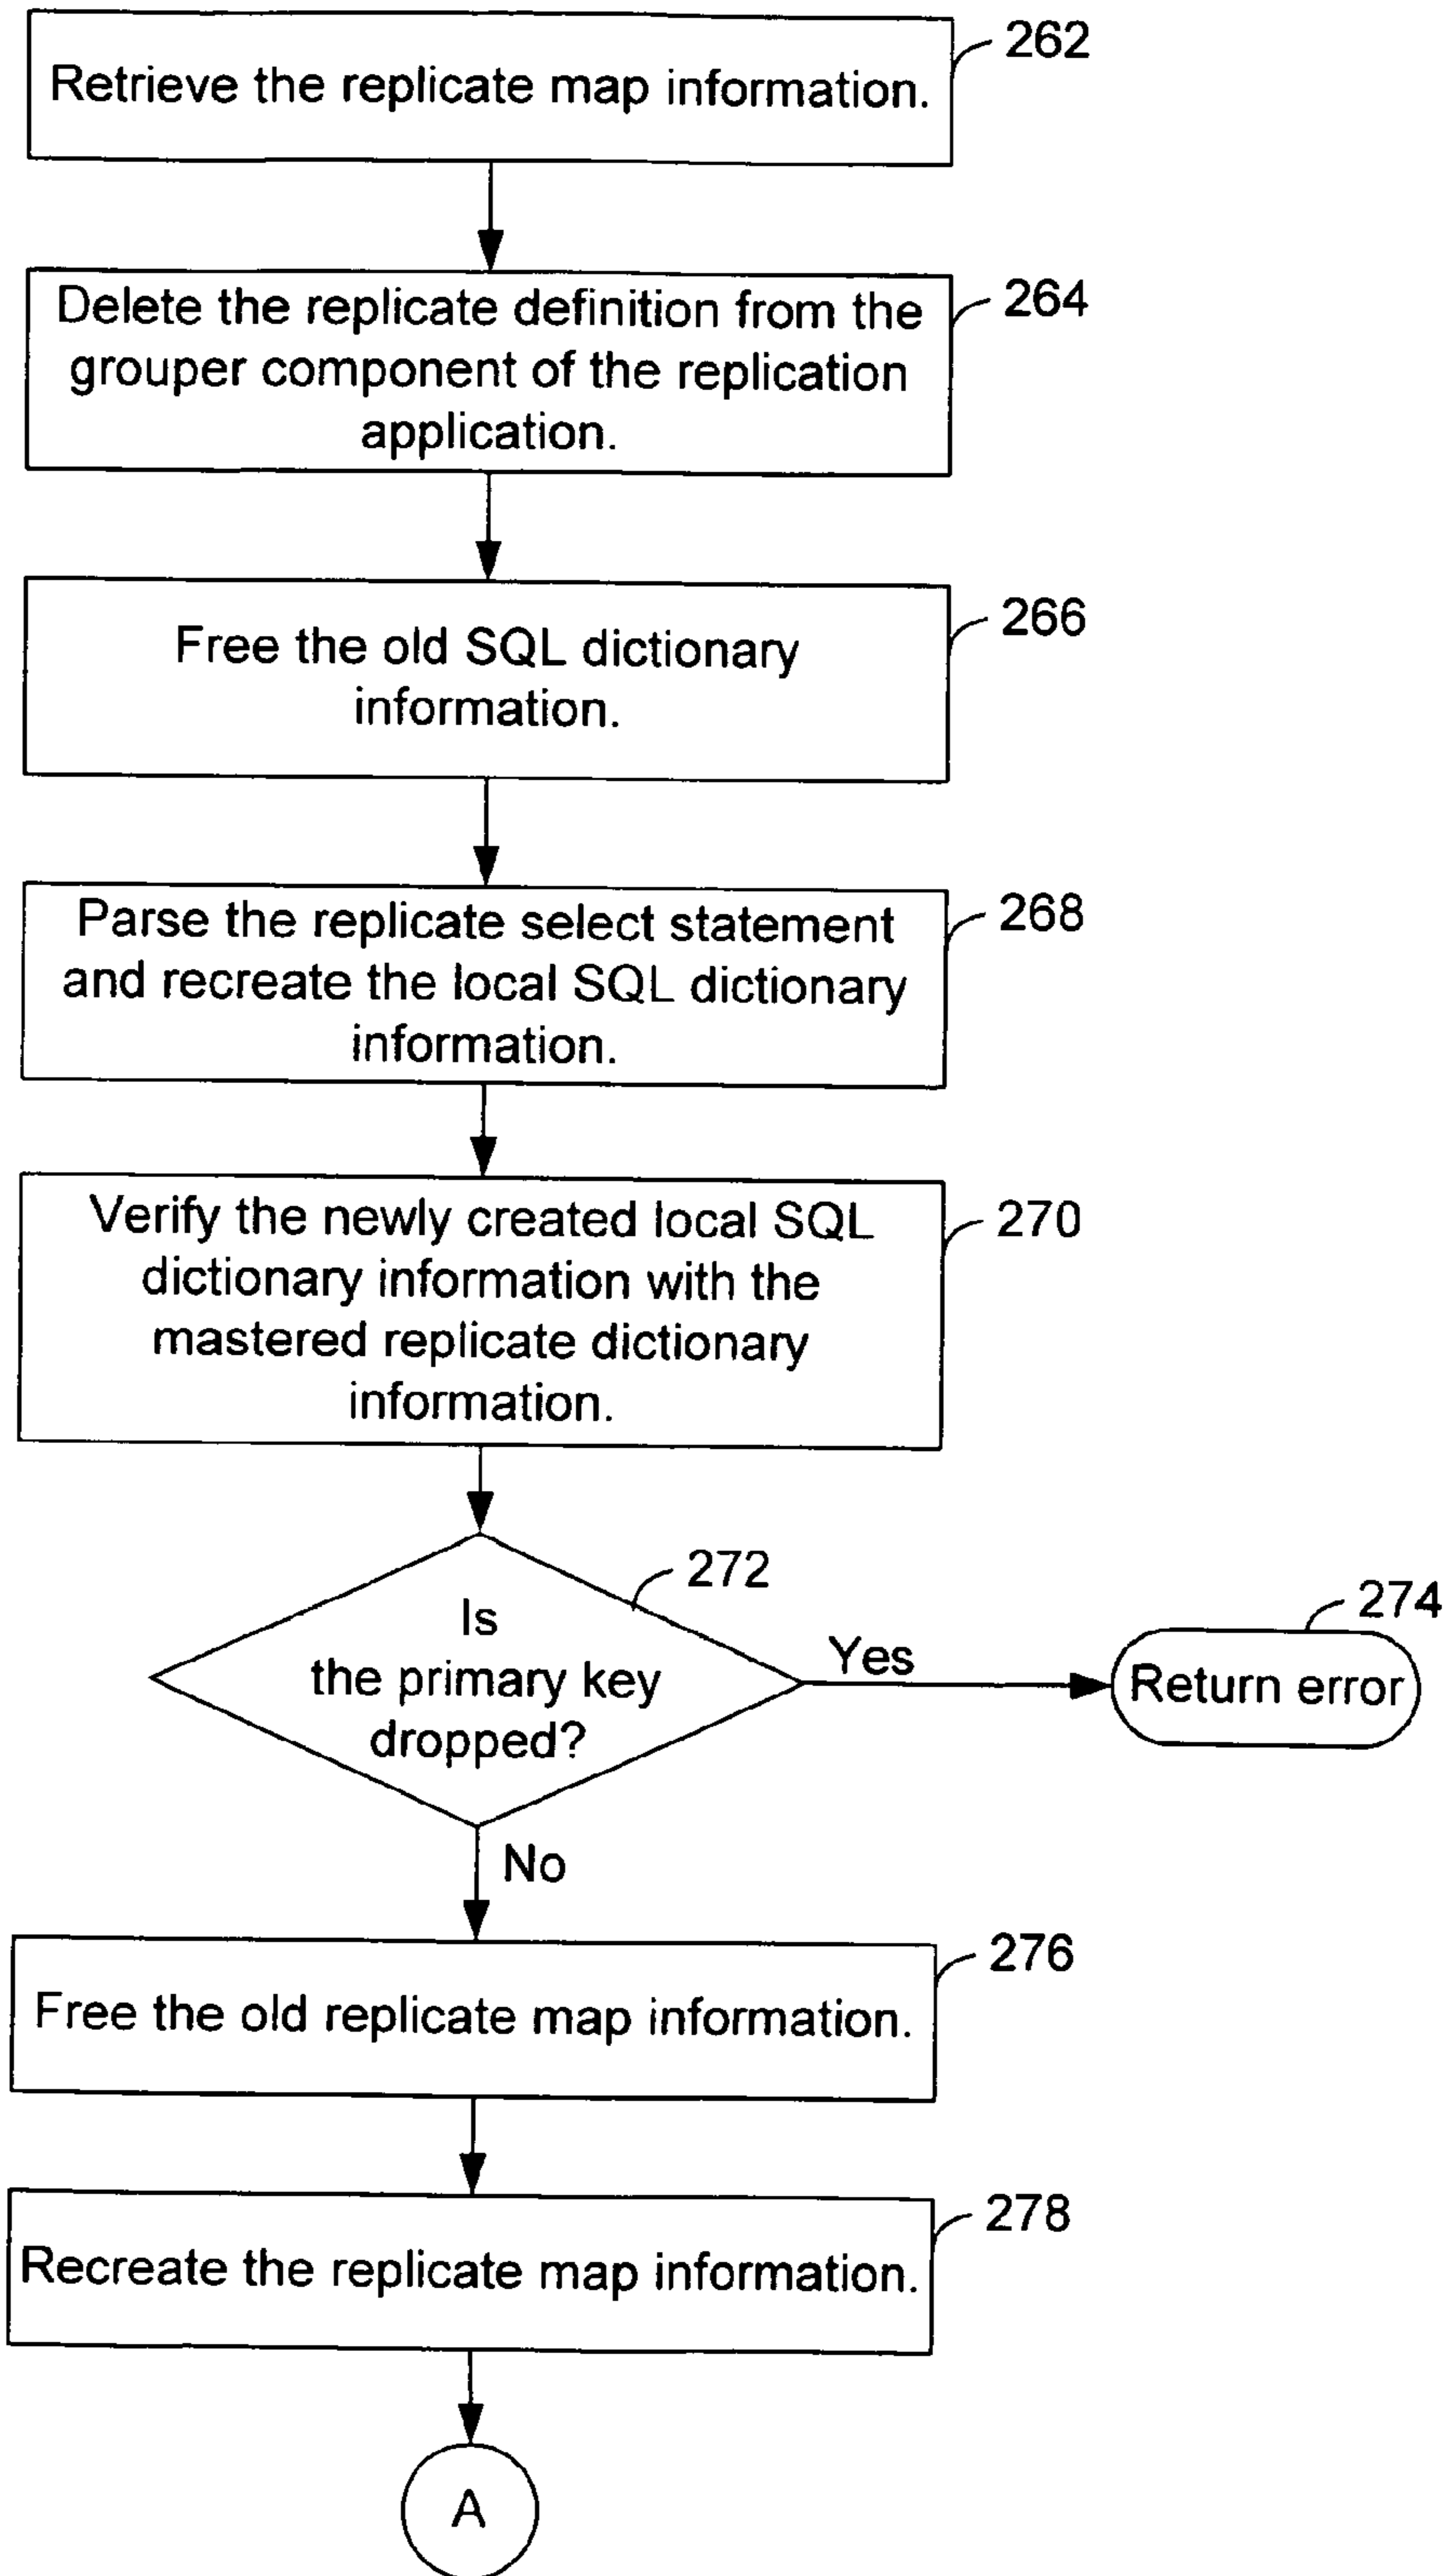 262
Retrieve the replicate map information.
264
Delete the replicate definition from the
grouper component of the replication
application.
266
Free the old SQL dictionary
information.
268
Parse the replicate select statement
and recreate the local SQL dictionary
information.
270
Verify the newly created local SQL
dictionary information with the
mastered replicate dictionary
information.
272
Is
the primary key
dropped?
Yes
274
Return error
No
276
Free the old replicate map information.
278
Recreate the replicate map information.
A